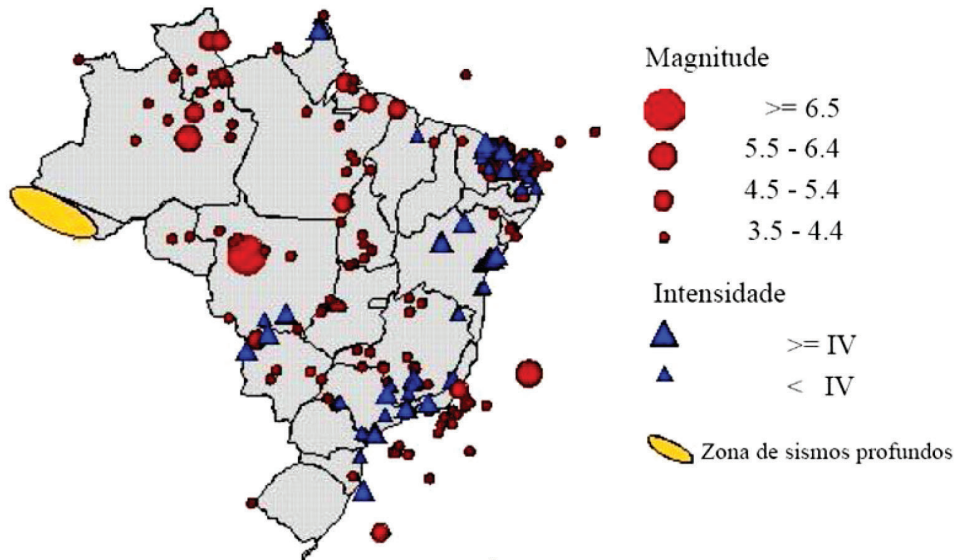 Magnitude
>= 6.5
5.5 - 6.4
4.5 - 5.4
3.5 - 4.4
Intensidade
>= IV
< IV
Zona de sismos profundos